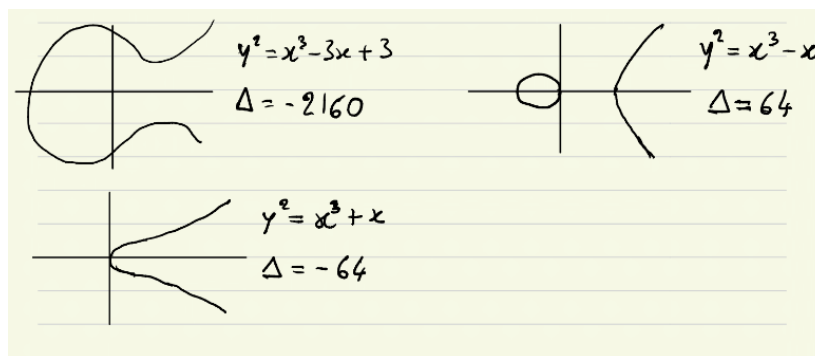 y² = x³ - 3x + 3
Δ = -2160
y² = x³ - x
Δ = 64
y² = x³ + x
Δ = -64